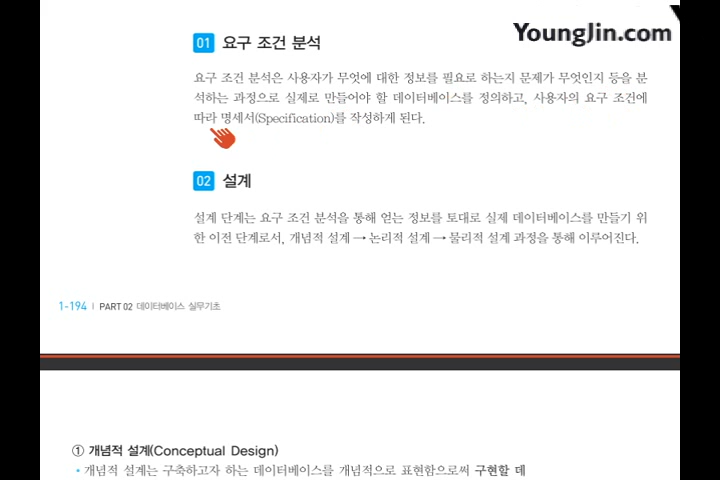 YoungJin.com
01 요구 조건 분석
요구 조건 분석은 사용자가 무엇에 대한 정보를 필요로 하는지 문제가 무엇인지 등을 분
석하는 과정으로 실제로 만들어야 할 데이터베이스를 정의하고, 사용자의 요구 조건에
따라 명세서(Specification)를 작성하게 된다.
02 설계
설계 단계는 요구 조건 분석을 통해 얻는 정보를 토대로 실제 데이터베이스를 만들기 위
한 이전 단계로서, 개념적 설계 → 논리적 설계 → 물리적 설계 과정을 통해 이루어진다.
1-194 | PART 02 데이터베이스 실무기초
① 개념적 설계(Conceptual Design)
• 개념적 설계는 구축하고자 하는 데이터베이스를 개념적으로 표현함으로써 구현할 데